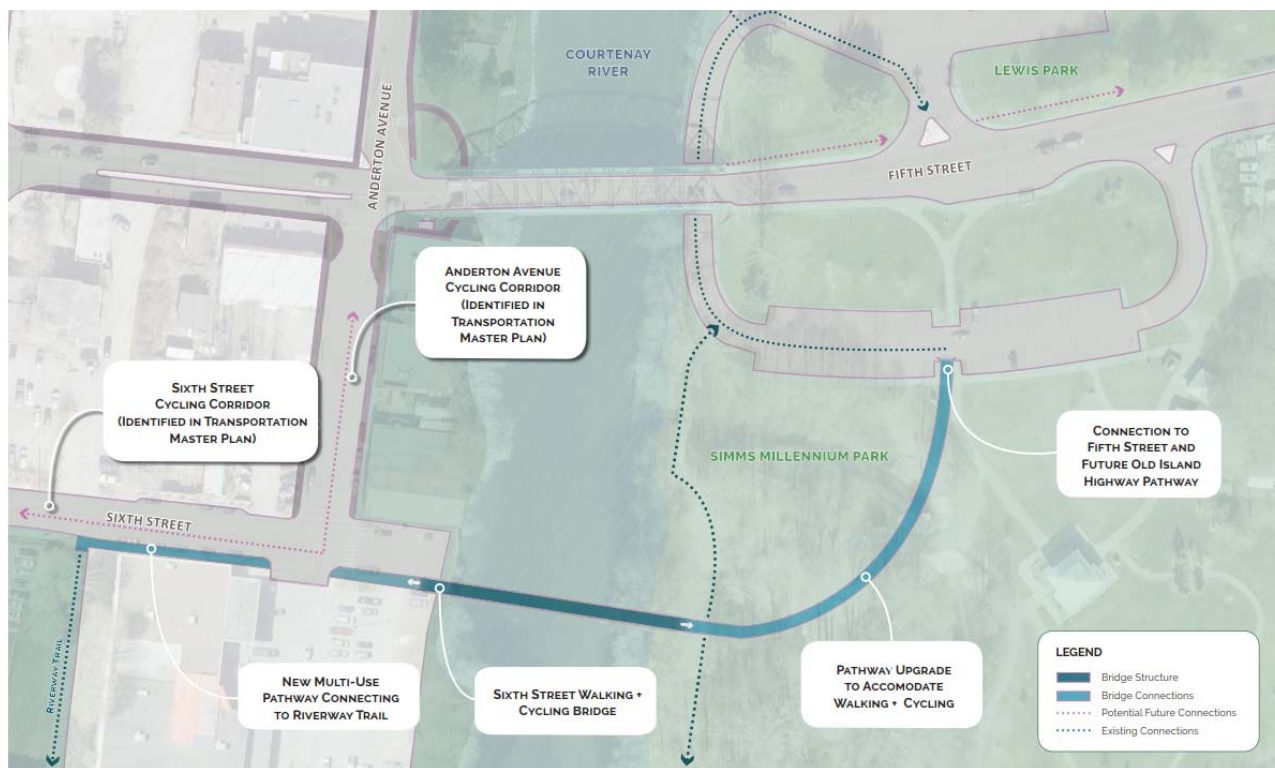 COURTENAY
RIVER
LEWIS PARK
ANDERTON AVENUE
FIFTH STREET
ANDERTON AVENUE
CYCLING CORRIDOR
(IDENTIFIED IN
TRANSPORTATION
MASTER PLAN)
SIXTH STREET
CYCLING CORRIDOR
(IDENTIFIED IN TRANSPORTATION
MASTER PLAN)
SIMMS MILLENNIUM PARK
CONNECTION TO
FIFTH STREET AND
FUTURE OLD ISLAND
HIGHWAY PATHWAY
SIXTH STREET
RIVERWAY TRAIL
NEW MULTI-USE
PATHWAY CONNECTING
TO RIVERWAY TRAIL
SIXTH STREET WALKING +
CYCLING BRIDGE
PATHWAY UPGRADE
TO ACCOMODATE
WALKING + CYCLING
LEGEND
Bridge Structure
Bridge Connections
Potential Future Connections
Existing Connections